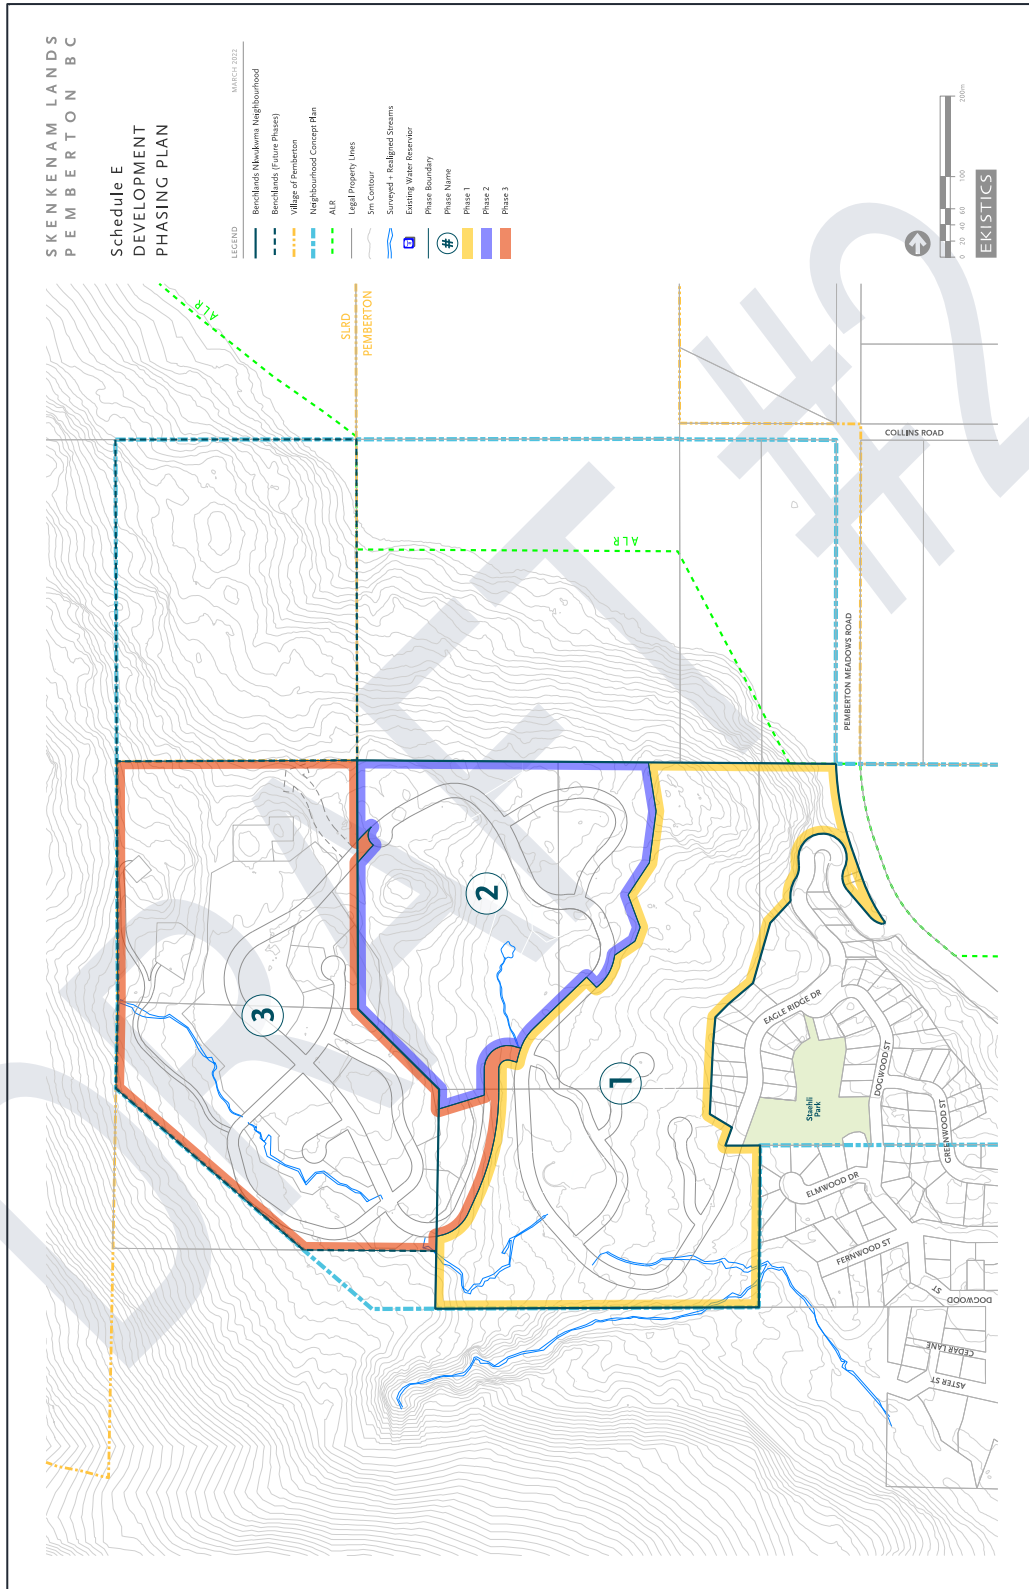 SKENKENAM LANDS
PEMBERTON BC
Schedule E
DEVELOPMENT
PHASING PLAN
MARCH 2022
LEGEND
Benchlands Nkwukwma Neighbourhood
Benchlands (Future Phases)
Village of Pemberton
Neighbourhood Concept Plan
ALR
Legal Property Lines
5m Contour
Surveyed + Realigned Streams
Existing Water Reservior
Phase Boundary
#
Phase Name
Phase 1
Phase 2
Phase 3
0 20 40 60 100 200m
EKISTICS
DRAFT #2
ALR
SLRD
PEMBERTON
ALR
COLLINS ROAD
PEMBERTON MEADOWS ROAD
3
2
1
EAGLE RIDGE DR
Staehli
Park
DOGWOOD ST
GREENWOOD ST
ELMWOOD DR
FERNWOOD ST
DOGWOOD
ST
CEDAR LANE
ASTER ST